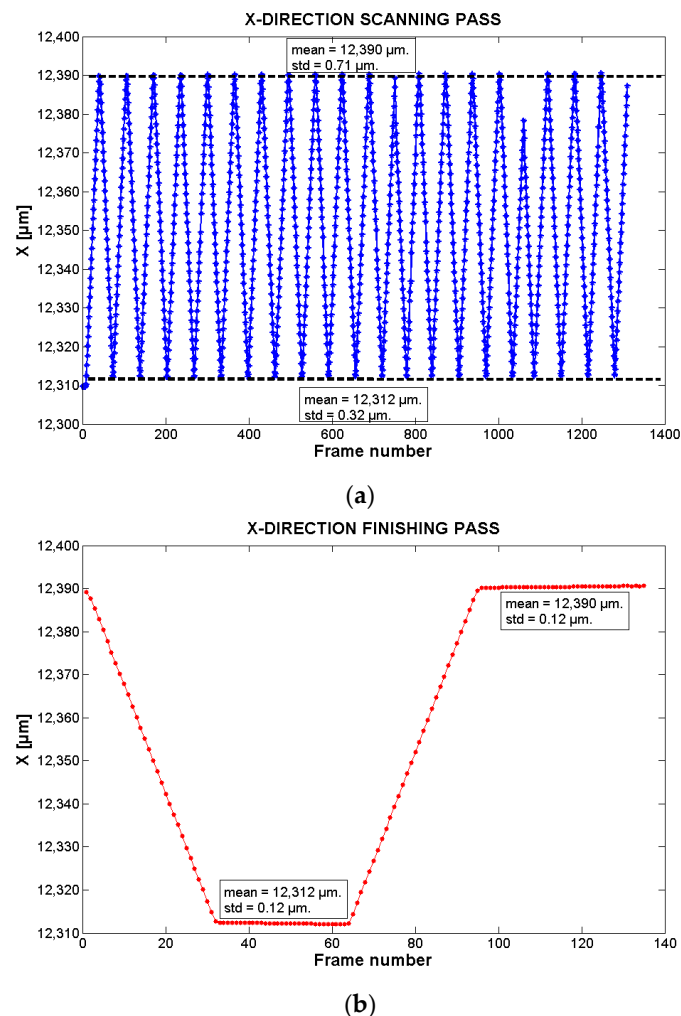 X-DIRECTION SCANNING PASS
12,400
12,390
12,380
12,370
12,360
12,350
12,340
12,330
12,320
12,310
12,300
X [µm]
mean = 12,390 µm.
std = 0.71 µm.
mean = 12,312 µm.
std = 0.32 µm.
0 200 400 600 800 1000 1200 1400
Frame number
(a)
X-DIRECTION FINISHING PASS
12,400
12,390
12,380
12,370
12,360
12,350
12,340
12,330
12,320
12,310
X [µm]
mean = 12,390 µm.
std = 0.12 µm.
mean = 12,312 µm.
std = 0.12 µm.
0 20 40 60 80 100 120 140
Frame number
(b)